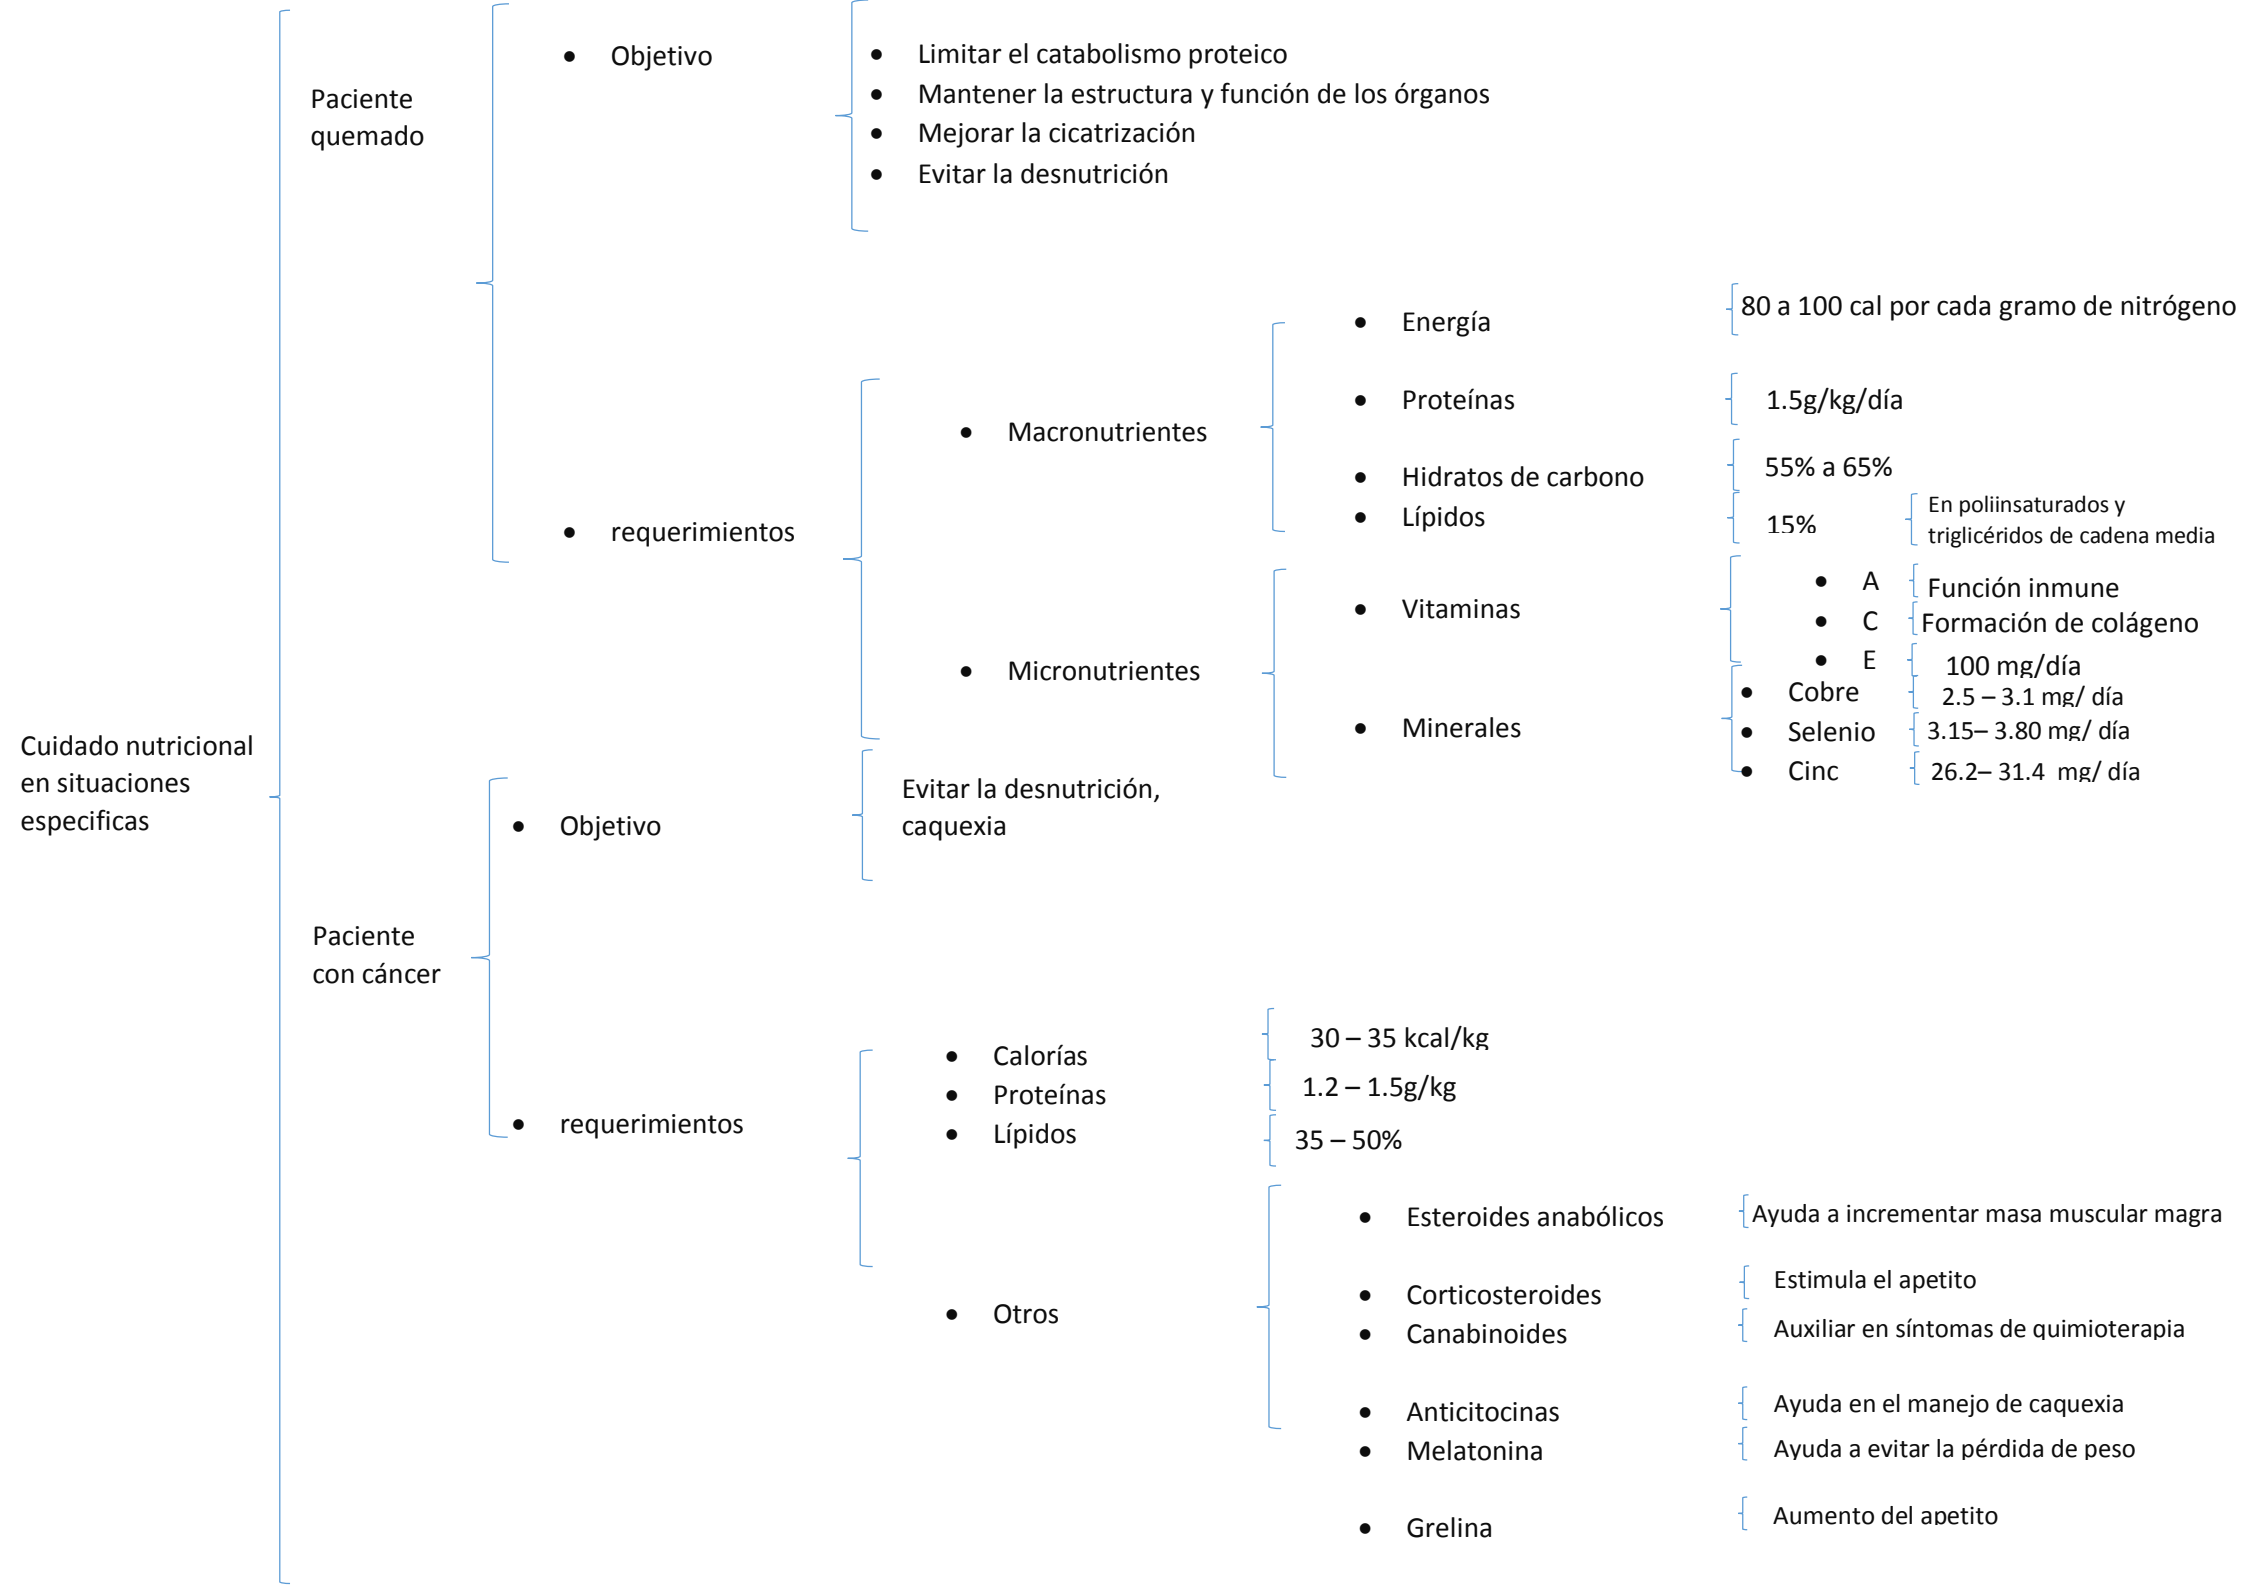 Cuidado nutricional
en situaciones
especificas
Paciente
quemado
• Objetivo
• Limitar el catabolismo proteico
• Mantener la estructura y función de los órganos
• Mejorar la cicatrización
• Evitar la desnutrición
• requerimientos
• Macronutrientes
• Energía
80 a 100 cal por cada gramo de nitrógeno
• Proteínas
1.5g/kg/día
• Hidratos de carbono
55% a 65%
• Lípidos
15%
En poliinsaturados y
triglicéridos de cadena media
• Micronutrientes
• Vitaminas
• A
Función inmune
• C
Formación de colágeno
• E
100 mg/día
• Minerales
• Cobre
2.5 – 3.1 mg/ día
• Selenio
3.15– 3.80 mg/ día
• Cinc
26.2– 31.4 mg/ día
Paciente
con cáncer
• Objetivo
Evitar la desnutrición,
caquexia
• requerimientos
• Calorías
30 – 35 kcal/kg
• Proteínas
1.2 – 1.5g/kg
• Lípidos
35 – 50%
• Otros
• Esteroides anabólicos
Ayuda a incrementar masa muscular magra
• Corticosteroides
Estimula el apetito
• Canabinoides
Auxiliar en síntomas de quimioterapia
• Anticitocinas
Ayuda en el manejo de caquexia
• Melatonina
Ayuda a evitar la pérdida de peso
• Grelina
Aumento del apetito